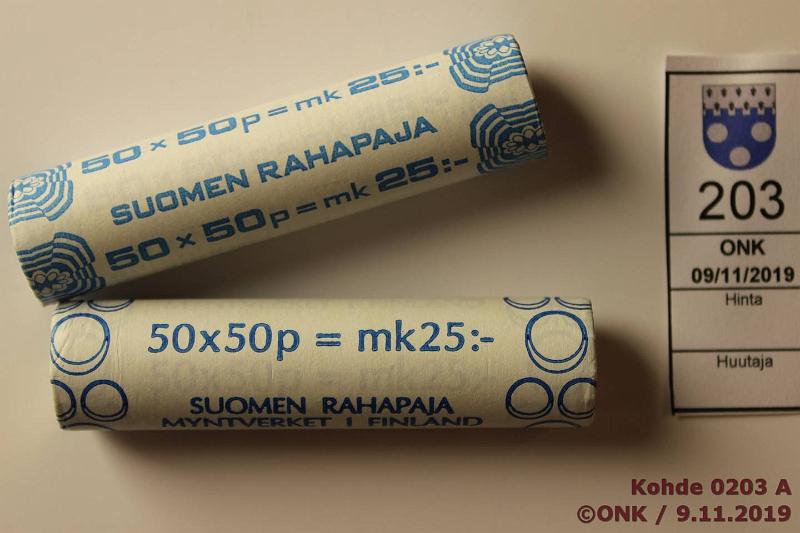 50 x 50p = mk 25:-
SUOMEN RAHAPAJA
50 x 50p = mk 25:-
50x50p = mk25:-
SUOMEN RAHAPAJA
MYNTVERKET I FINLAND
203
ONK
09/11/2019
Hinta
Huutaja
Kohde 0203 A
©ONK / 9.11.2019